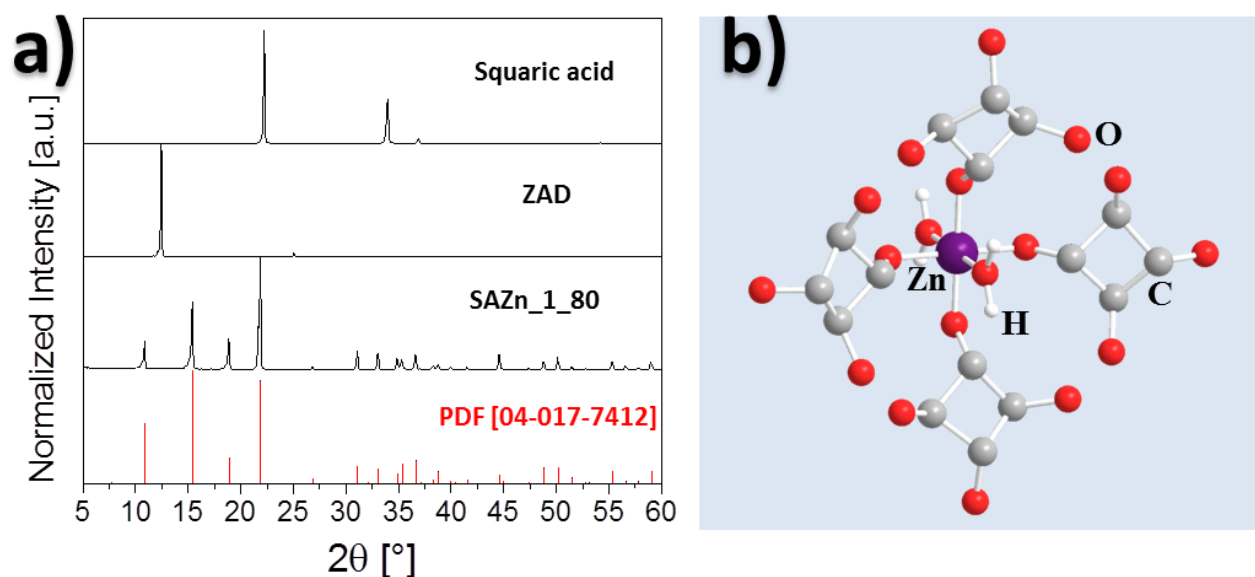 a)
Normalized Intensity [a.u.]
Squaric acid
ZAD
SAZn_1_80
PDF [04-017-7412]
5 10 15 20 25 30 35 40 45 50 55 60
2θ [°]
b)
O
Zn
C
H